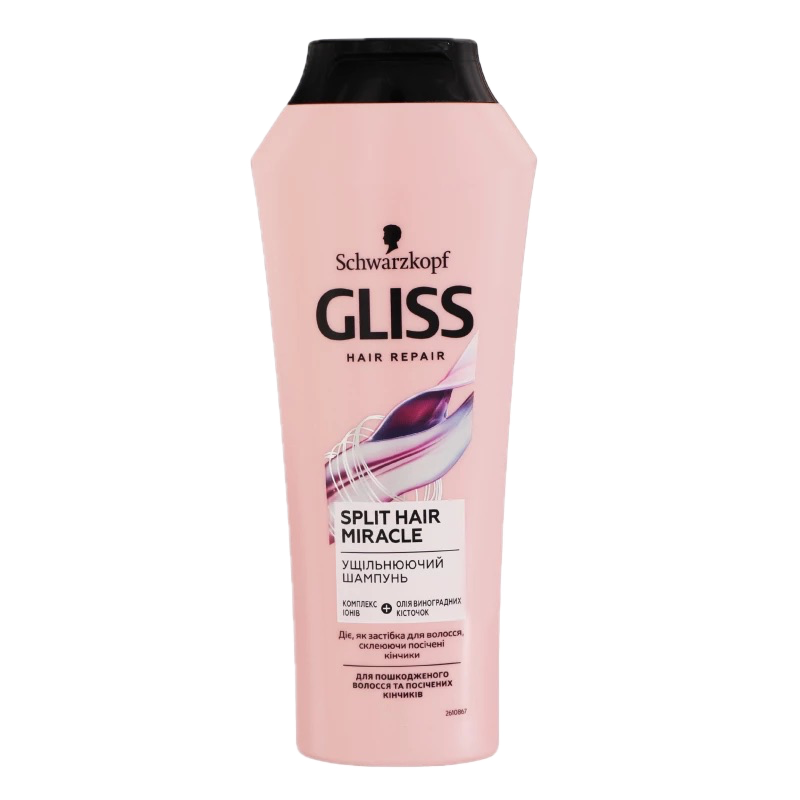 Schwarzkopf
GLISS
HAIR REPAIR
SPLIT HAIR
MIRACLE
УЩІЛЬНЮЮЧИЙ
ШАМПУНЬ
КОМПЛЕКС
ІОНІВ
+
ОЛІЯ ВИНОГРАДНИХ
КІСТОЧОК
Діє, як застібка для волосся,
склеюючи посічені
кінчики
ДЛЯ ПОШКОДЖЕНОГО
ВОЛОССЯ ТА ПОСІЧЕНИХ
КІНЧИКІВ
2610867